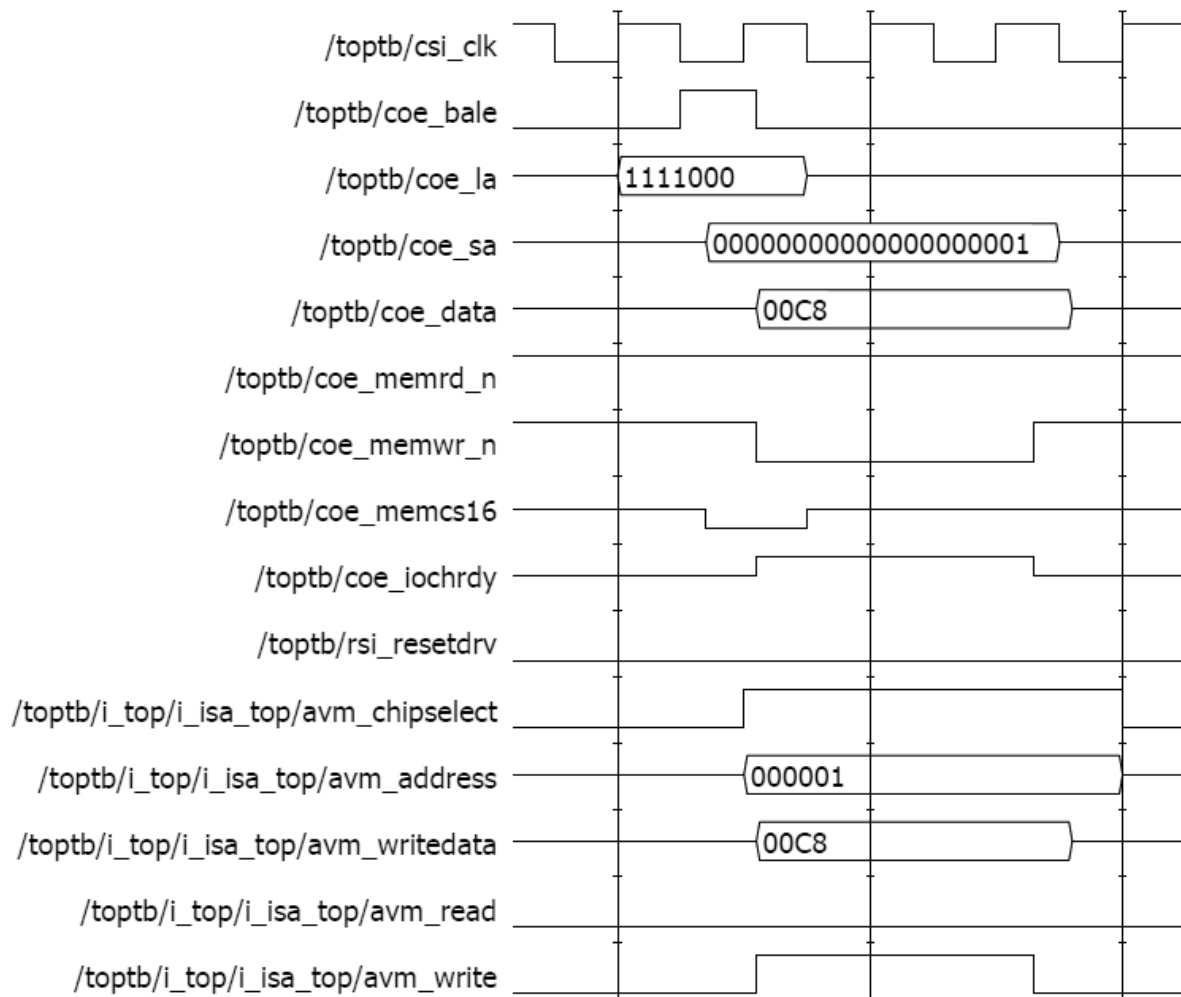 /toptb/csi_clk
/toptb/coe_bale
/toptb/coe_la 1111000
/toptb/coe_sa 00000000000000000001
/toptb/coe_data 00C8
/toptb/coe_memrd_n
/toptb/coe_memwr_n
/toptb/coe_memcs16
/toptb/coe_iochrdy
/toptb/rsi_resetdrv
/toptb/i_top/i_isa_top/avm_chipselect
/toptb/i_top/i_isa_top/avm_address 000001
/toptb/i_top/i_isa_top/avm_writedata 00C8
/toptb/i_top/i_isa_top/avm_read
/toptb/i_top/i_isa_top/avm_write